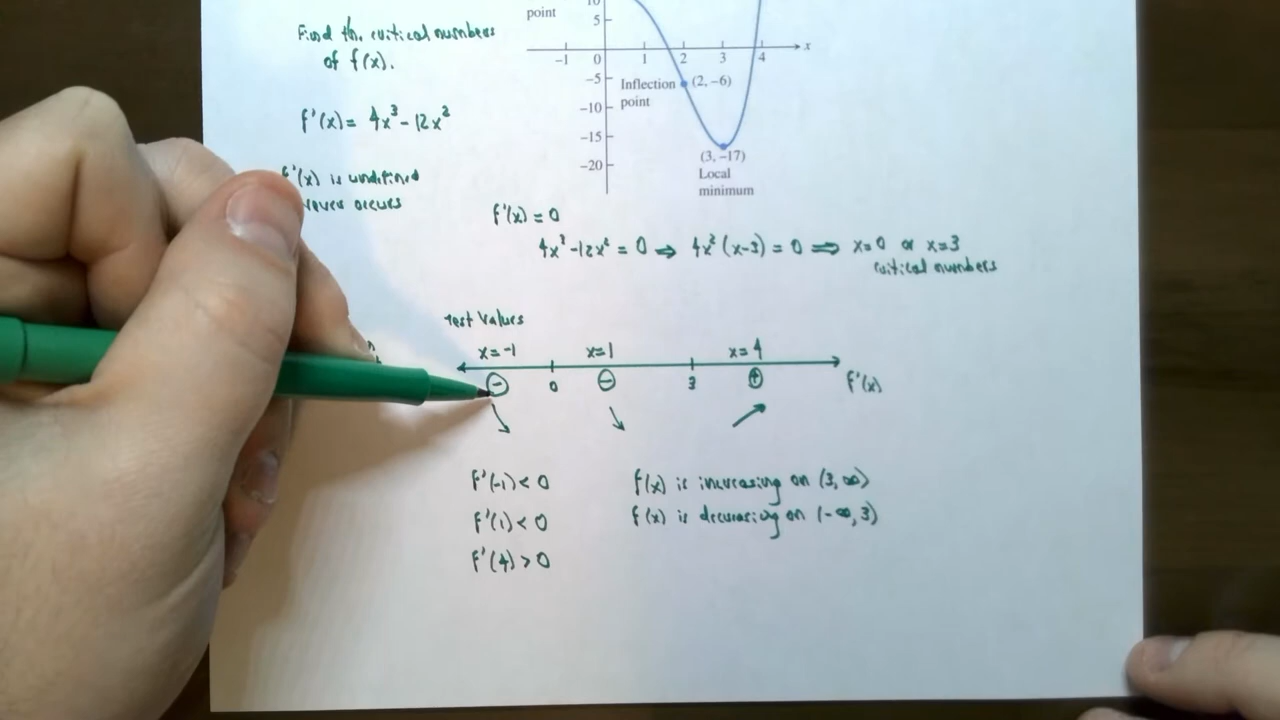 Find the critical numbers
of f(x).
f'(x) = 4x³ - 12x²
f'(x) is undefined
never occurs
point
10
5
-1 0 1 2 3 4 x
-5
-10
-15
-20
Inflection
point
(2, −6)
(3, −17)
Local
minimum
f'(x) = 0
4x³-12x² = 0 ⇒ 4x²(x-3) = 0 ⇒ x=0 or x=3
critical numbers
Test Values
x=-1 x=1 x=4
- 0 - 3 + f'(x)
f'(-1) < 0
f'(1) < 0
f'(4) > 0
f(x) is increasing on (3, ∞)
f(x) is decreasing on (-∞, 3)